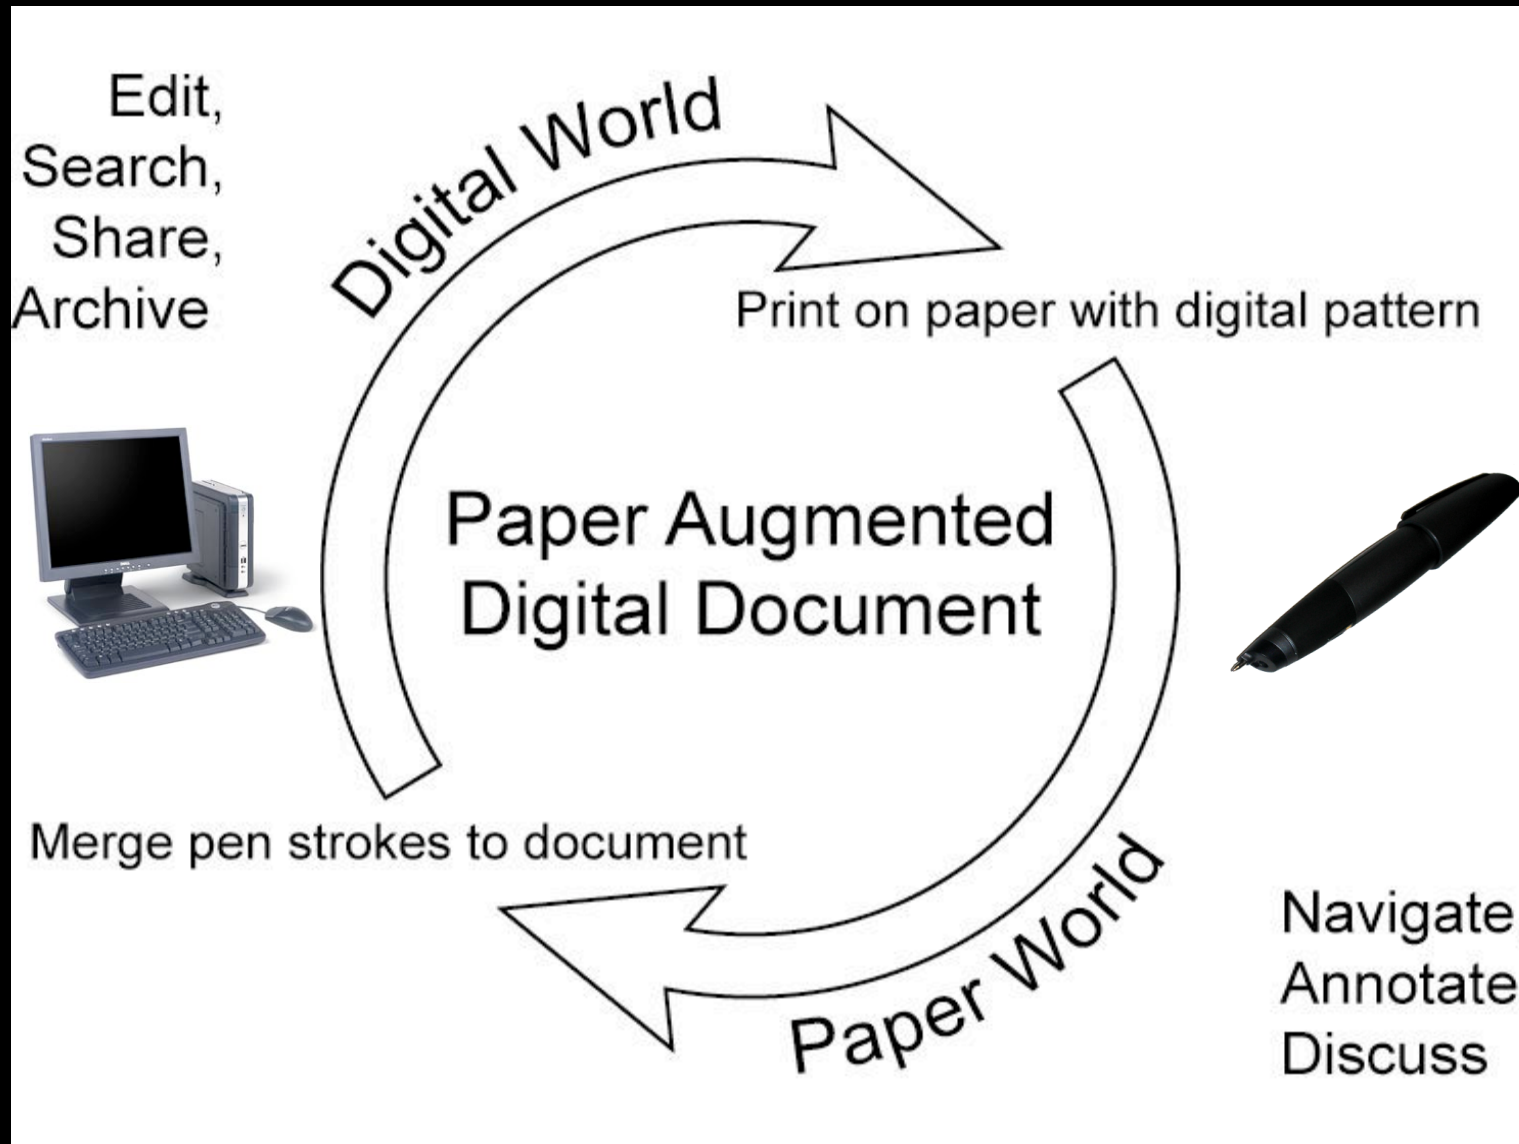 Edit,
Search,
Share,
Archive
Digital World
Print on paper with digital pattern
Paper Augmented
Digital Document
Merge pen strokes to document
Paper World
Navigate
Annotate
Discuss